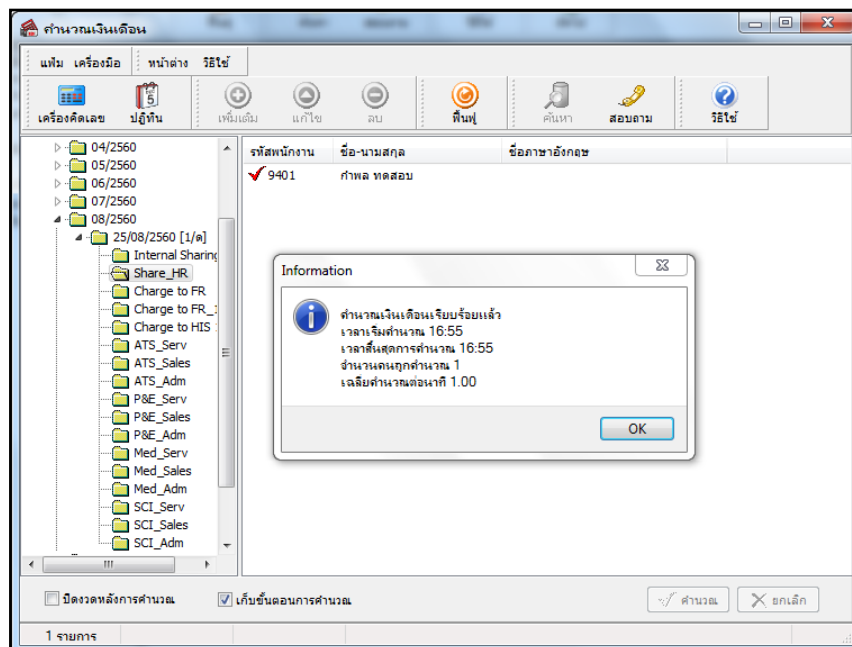 คำนวณเงินเดือน
แฟ้ม เครื่องมือ หน้าต่าง วิธีใช้
เครื่องคิดเลข ปฏิทิน เพิ่มเติม แก้ไข ลบ พื้นฟู ค้นหา สอบถาม วิธีใช้
04/2560
05/2560
06/2560
07/2560
08/2560
25/08/2560 [1/ด]
Internal Sharing
Share_HR
Charge to FR
Charge to FR_
Charge to HIS
ATS_Serv
ATS_Sales
ATS_Adm
P&E_Serv
P&E_Sales
P&E_Adm
Med_Serv
Med_Sales
Med_Adm
SCI_Serv
SCI_Sales
SCI_Adm
รหัสพนักงาน ชื่อ-นามสกุล ชื่อภาษาอังกฤษ
9401 กำพล ทดสอบ
Information
คำนวณเงินเดือนเรียบร้อยแล้ว
เวลาเริ่มคำนวณ 16:55
เวลาสิ้นสุดการคำนวณ 16:55
จำนวนคนถูกคำนวณ 1
เฉลี่ยคำนวณต่อนาที 1.00
OK
ปิดงวดหลังการคำนวณ เก็บขั้นตอนการคำนวณ คำนวณ ยกเลิก
1 รายการ